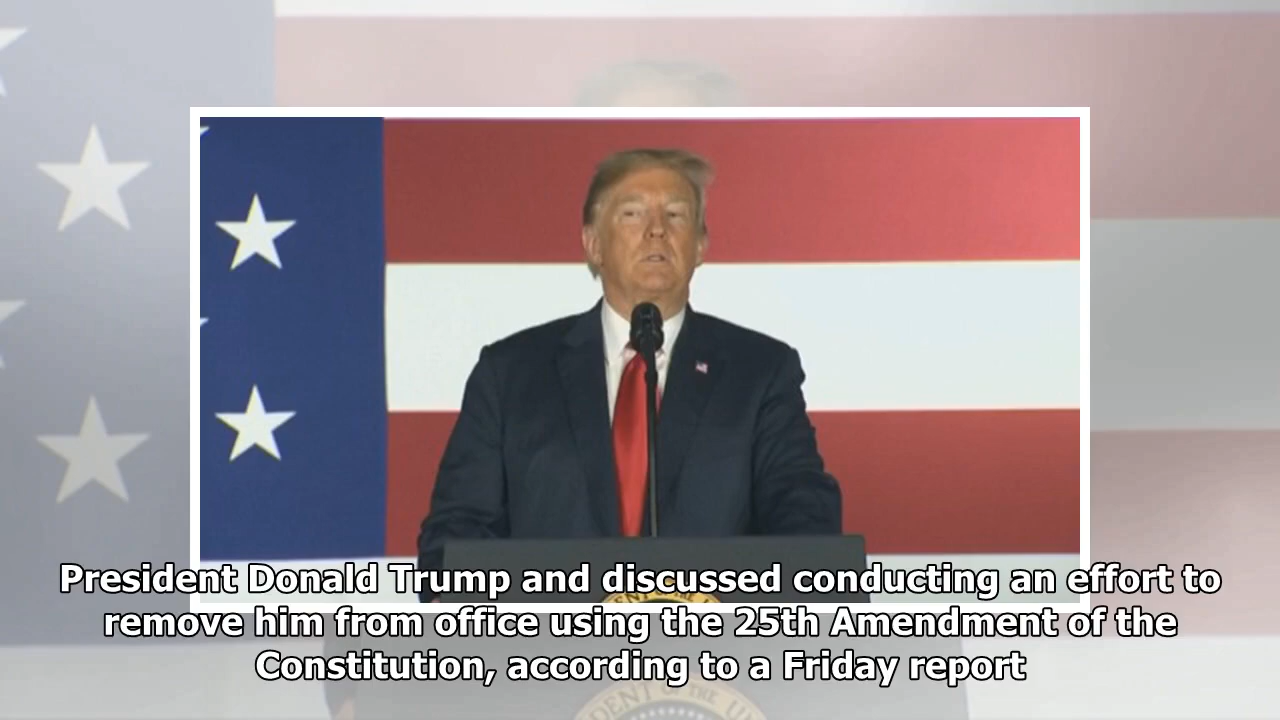 President Donald Trump and discussed conducting an effort to
remove him from office using the 25th Amendment of the
Constitution, according to a Friday report